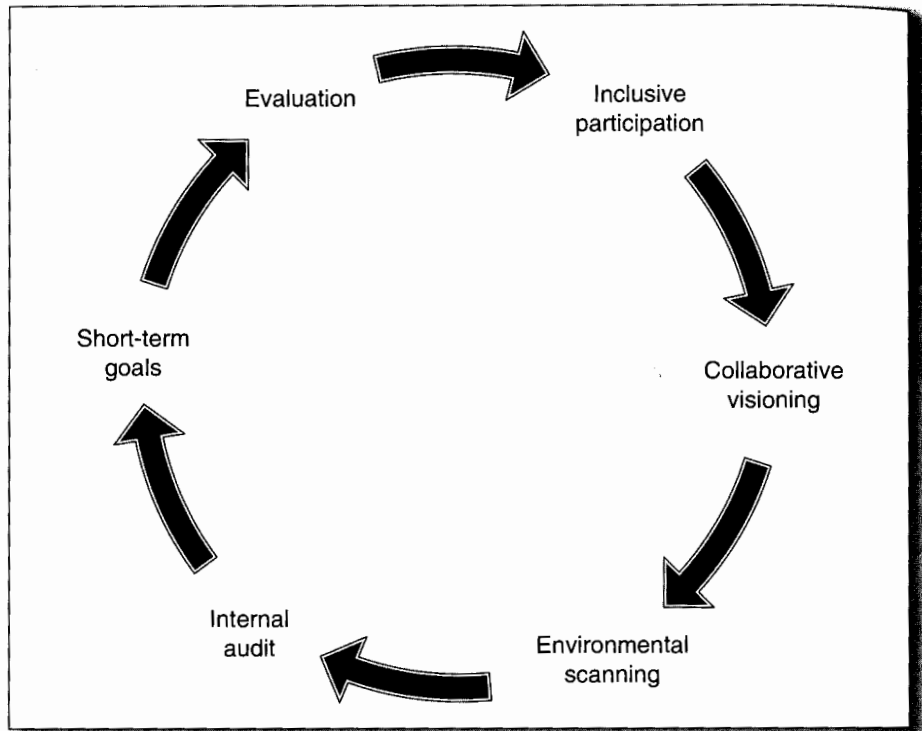 Evaluation
Inclusive
participation
Collaborative
visioning
Environmental
scanning
Internal
audit
Short-term
goals